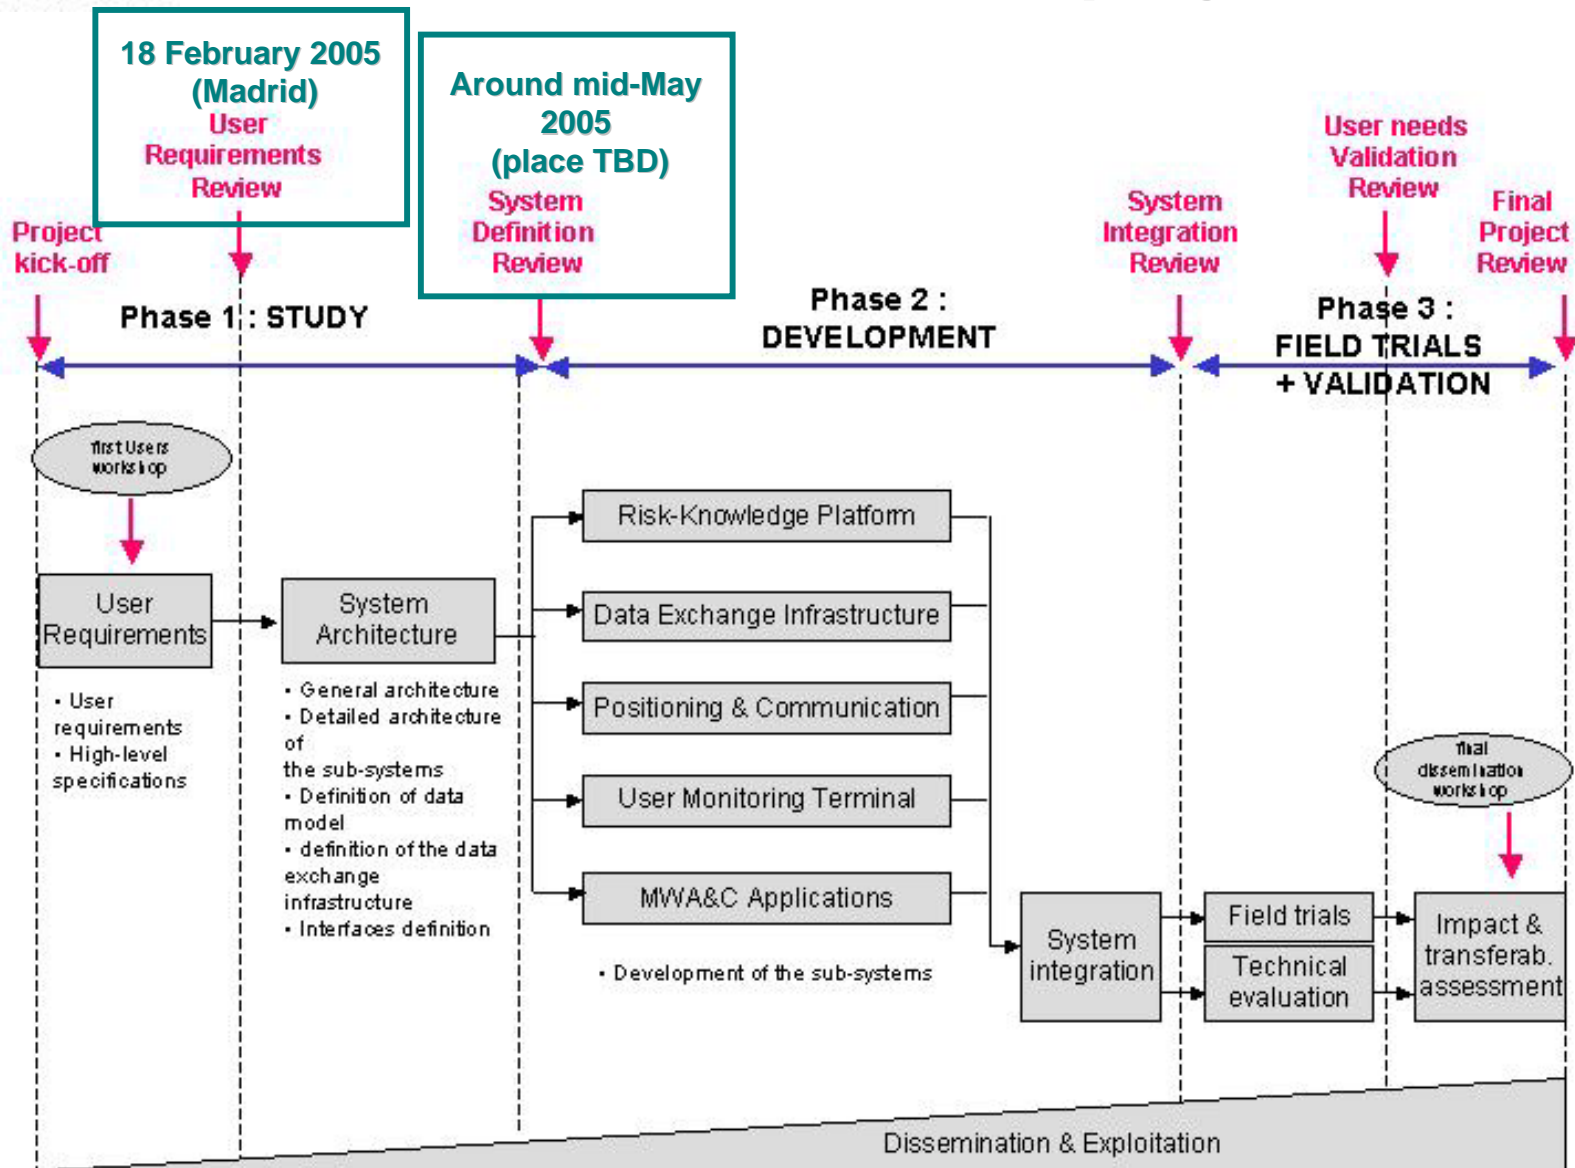 18 February 2005
(Madrid)
User
Requirements
Review
Around mid-May
2005
(place TBD)
System
Definition
Review
User needs
Validation
Review
System
Integration
Review
Final
Project
Review
Project
kick-off
Phase 1 : STUDY
Phase 2 :
DEVELOPMENT
Phase 3 :
FIELD TRIALS
+ VALIDATION
first Users
workshop
User
Requirements
• User
requirements
• High-level
specifications
System
Architecture
• General architecture
• Detailed architecture
of
the sub-systems
• Definition of data
model
• definition of the data
exchange
infrastructure
• Interfaces definition
Risk-Knowledge Platform
Data Exchange Infrastructure
Positioning & Communication
User Monitoring Terminal
MWA&C Applications
• Development of the sub-systems
System
integration
Field trials
Technical
evaluation
final
dissemination
workshop
Impact &
transferab.
assessment
Dissemination & Exploitation